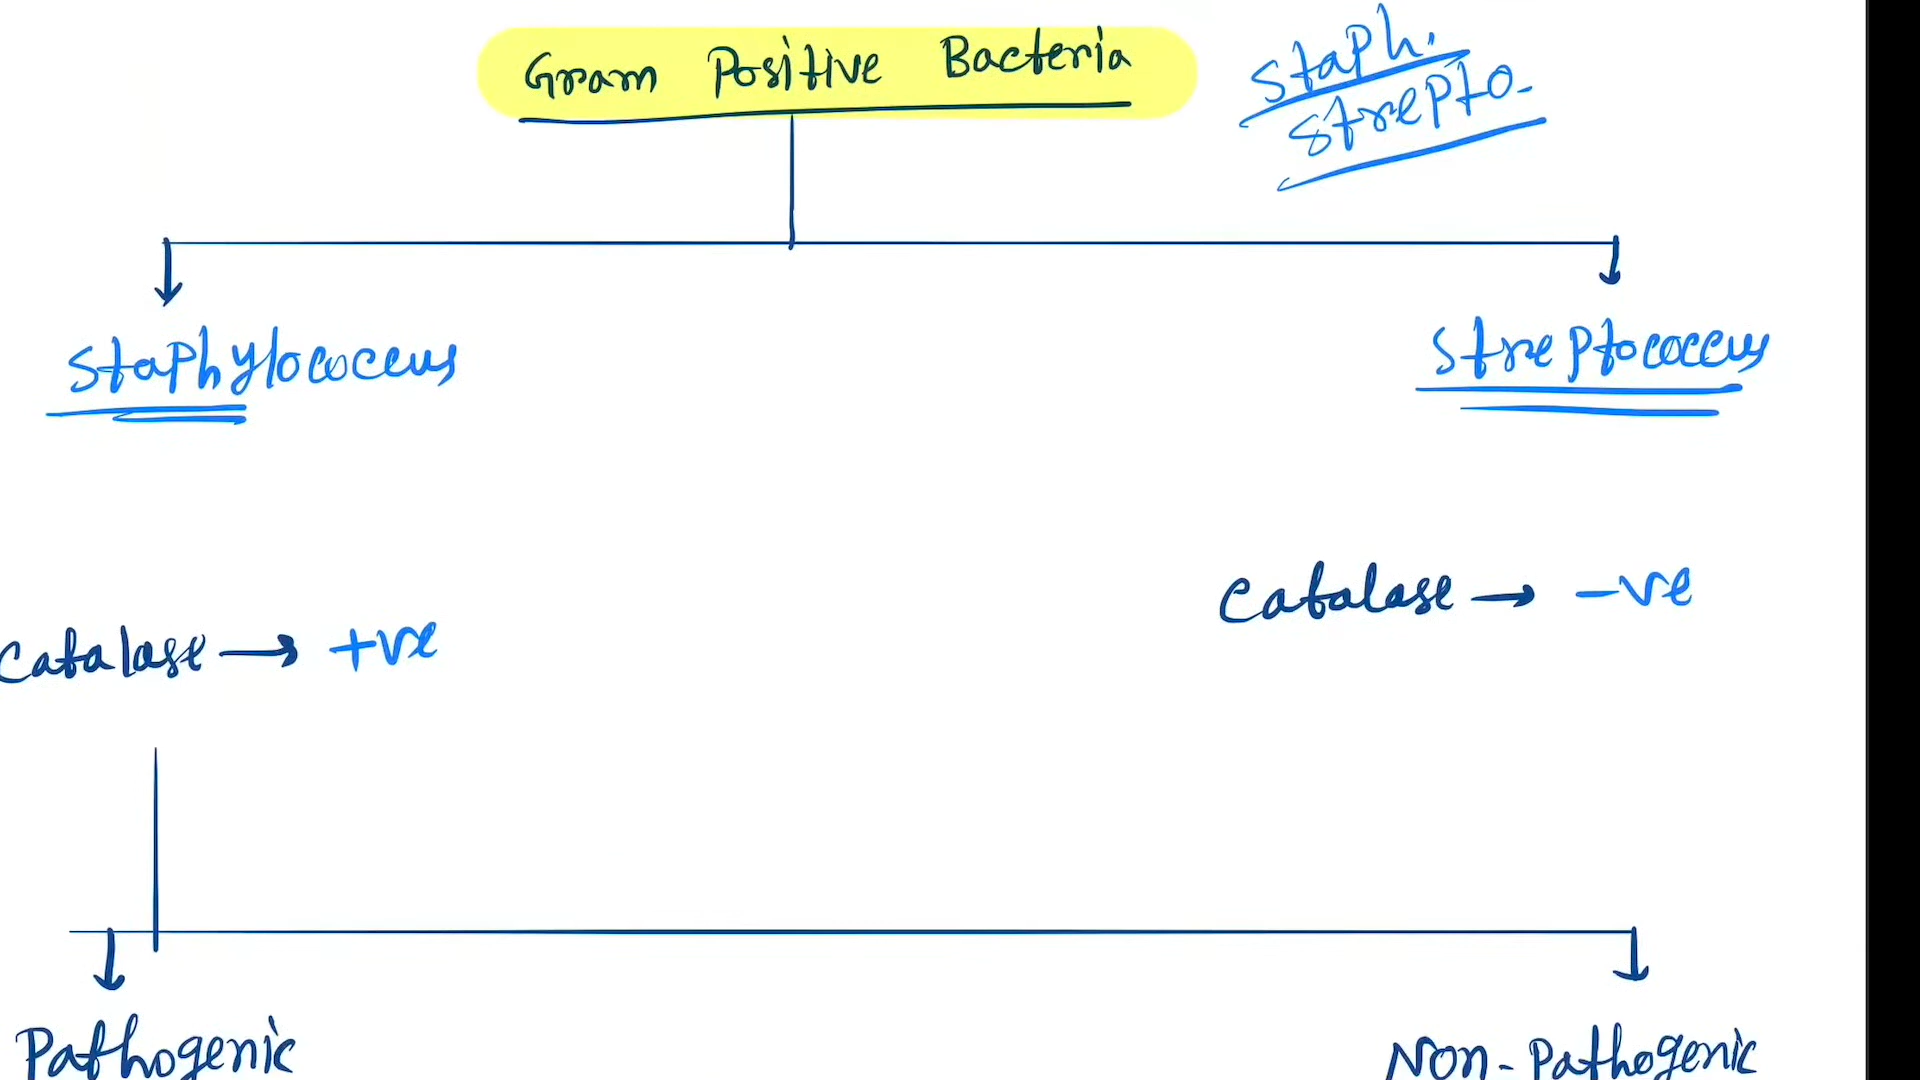 Gram Positive Bacteria
Staph.
Strepto.
Staphylococcus
Streptococcus
Catalase → -ve
Catalase → +ve
Pathogenic
Non-Pathogenic